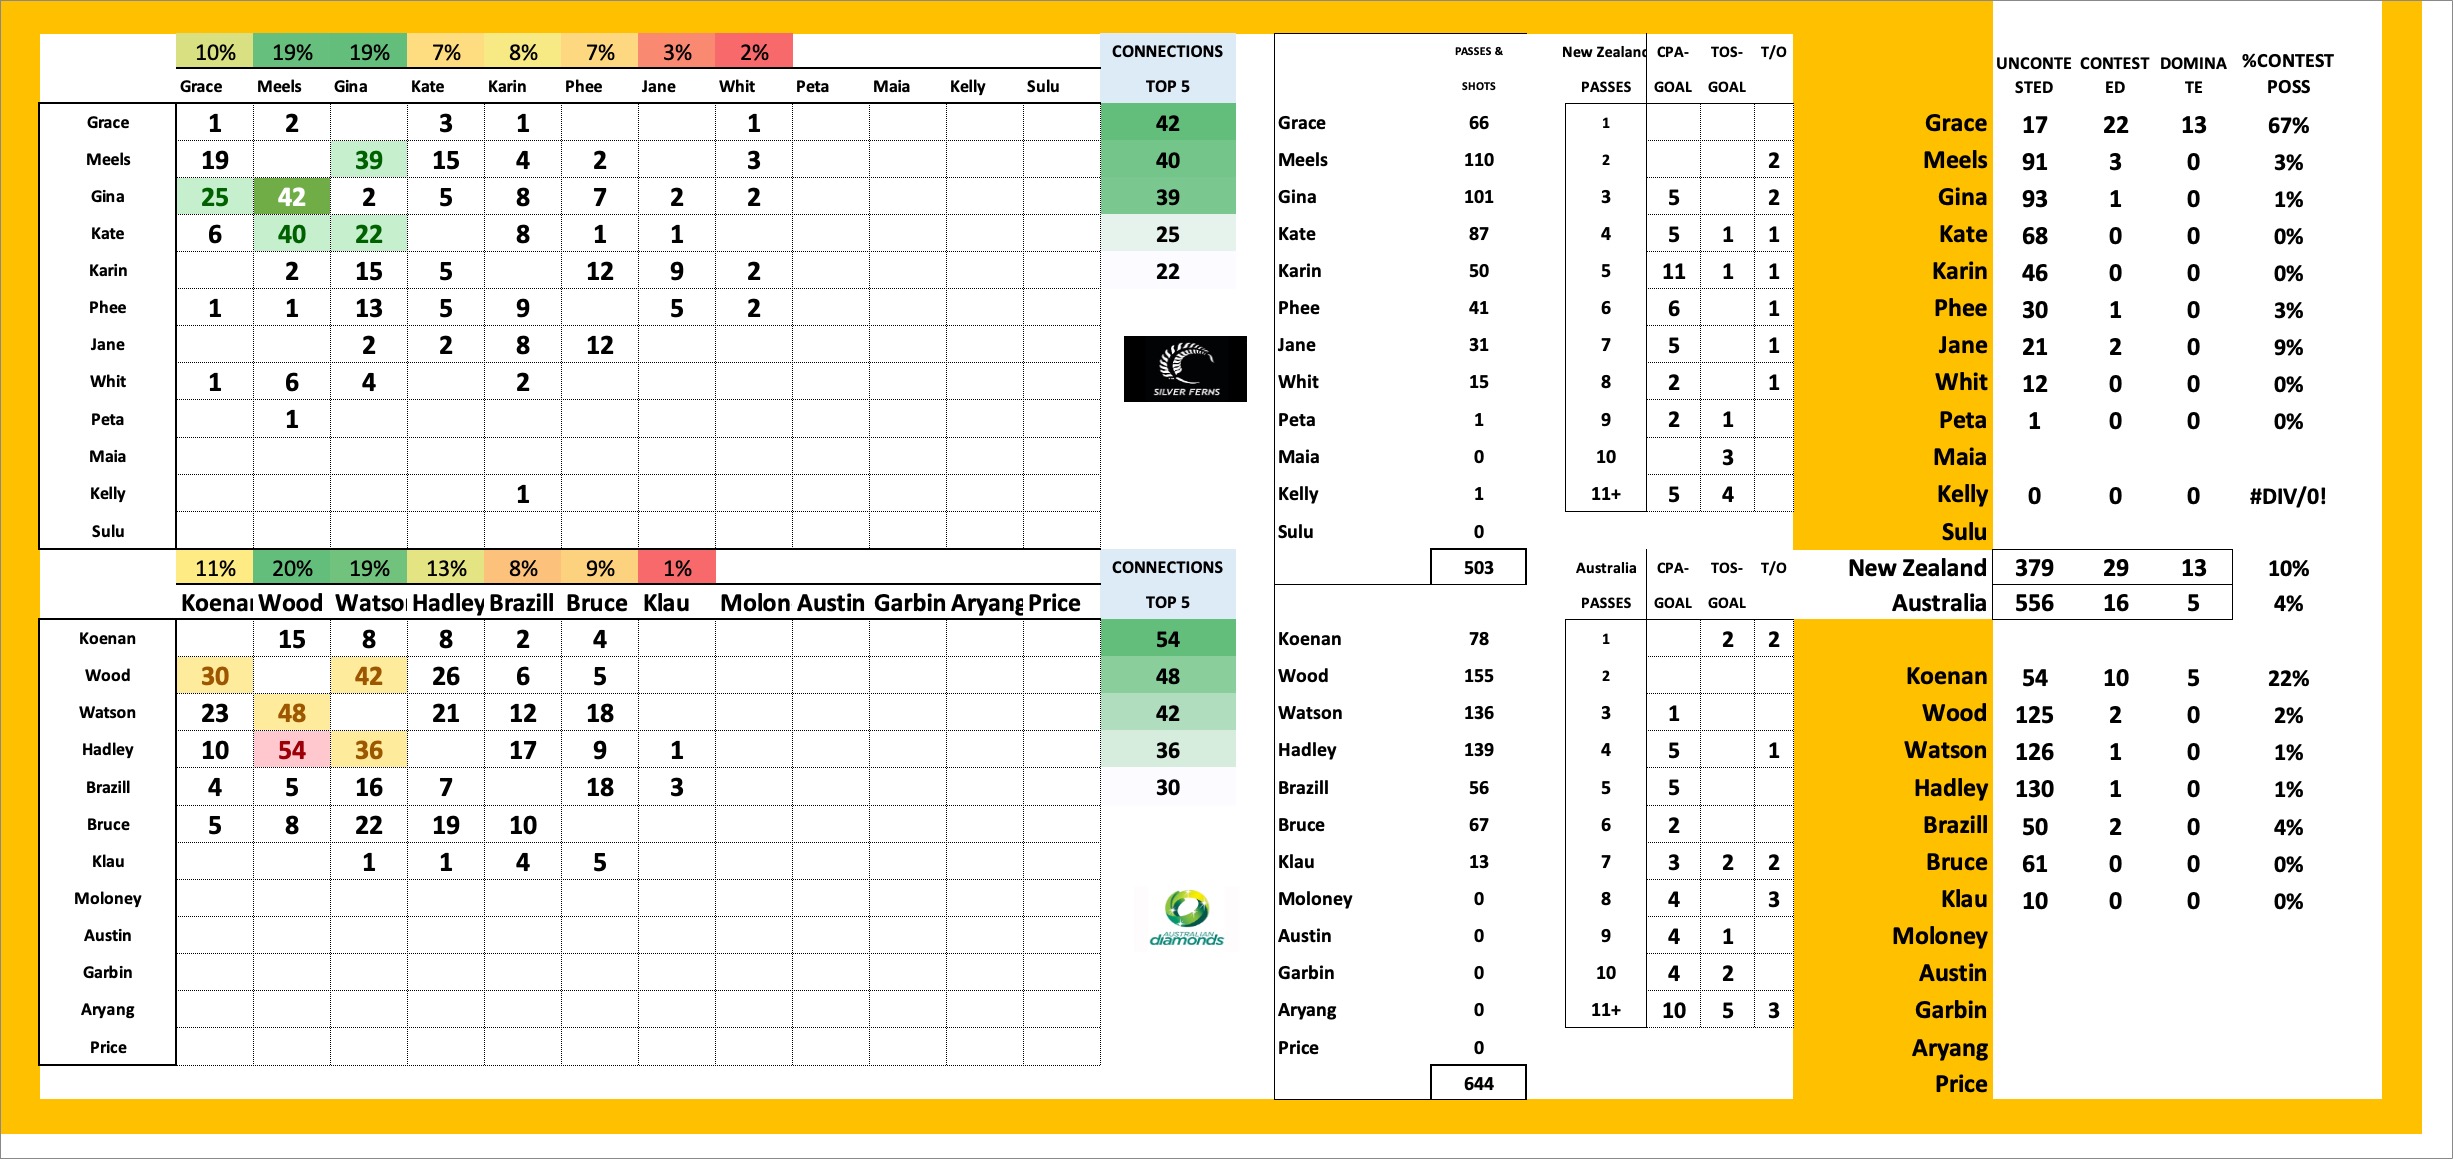 10% 19% 19% 7% 8% 7% 3% 2% CONNECTIONS PASSES & New Zealand CPA- TOS- T/O UNCONTE CONTEST DOMINA %CONTEST
Grace Meels Gina Kate Karin Phee Jane Whit Peta Maia Kelly Sulu TOP 5 SHOTS PASSES GOAL GOAL STED ED TE POSS
Grace 1 2 3 1 1 42 Grace 66 1 Grace 17 22 13 67%
Meels 19 39 15 4 2 3 40 Meels 110 2 2 Meels 91 3 0 3%
Gina 25 42 2 5 8 7 2 2 39 Gina 101 3 5 2 Gina 93 1 0 1%
Kate 6 40 22 8 1 1 25 Kate 87 4 5 1 1 Kate 68 0 0 0%
Karin 2 15 5 12 9 2 22 Karin 50 5 11 1 1 Karin 46 0 0 0%
Phee 1 1 13 5 9 5 2 Phee 41 6 6 1 Phee 30 1 0 3%
Jane 2 2 8 12 Jane 31 7 5 1 Jane 21 2 0 9%
Whit 1 6 4 2 SILVER FERNS Whit 15 8 2 1 Whit 12 0 0 0%
Peta 1 Peta 1 9 2 1 Peta 1 0 0 0%
Maia Maia 0 10 3 Maia
Kelly 1 Kelly 1 11+ 5 4 Kelly 0 0 0 #DIV/0!
Sulu Sulu 0 Sulu
11% 20% 19% 13% 8% 9% 1% CONNECTIONS 503 Australia CPA- TOS- T/O New Zealand 379 29 13 10%
Koenan Wood Watson Hadley Brazill Bruce Klau Molon Austin Garbin Aryang Price TOP 5 PASSES GOAL GOAL Australia 556 16 5 4%
Koenan 15 8 8 2 4 54 Koenan 78 1 2 2
Wood 30 42 26 6 5 48 Wood 155 2 Koenan 54 10 5 22%
Watson 23 48 21 12 18 42 Watson 136 3 1 Wood 125 2 0 2%
Hadley 10 54 36 17 9 1 36 Hadley 139 4 5 1 Watson 126 1 0 1%
Brazill 4 5 16 7 18 3 30 Brazill 56 5 5 Hadley 130 1 0 1%
Bruce 5 8 22 19 10 Bruce 67 6 2 Brazill 50 2 0 4%
Klau 1 1 4 5 Klau 13 7 3 2 2 Bruce 61 0 0 0%
Moloney Moloney 0 8 4 3 Klau 10 0 0 0%
Austin AUSTRALIAN diamonds Austin 0 9 4 1 Moloney
Garbin Garbin 0 10 4 2 Austin
Aryang Aryang 0 11+ 10 5 3 Garbin
Price Price 0 Aryang
644 Price